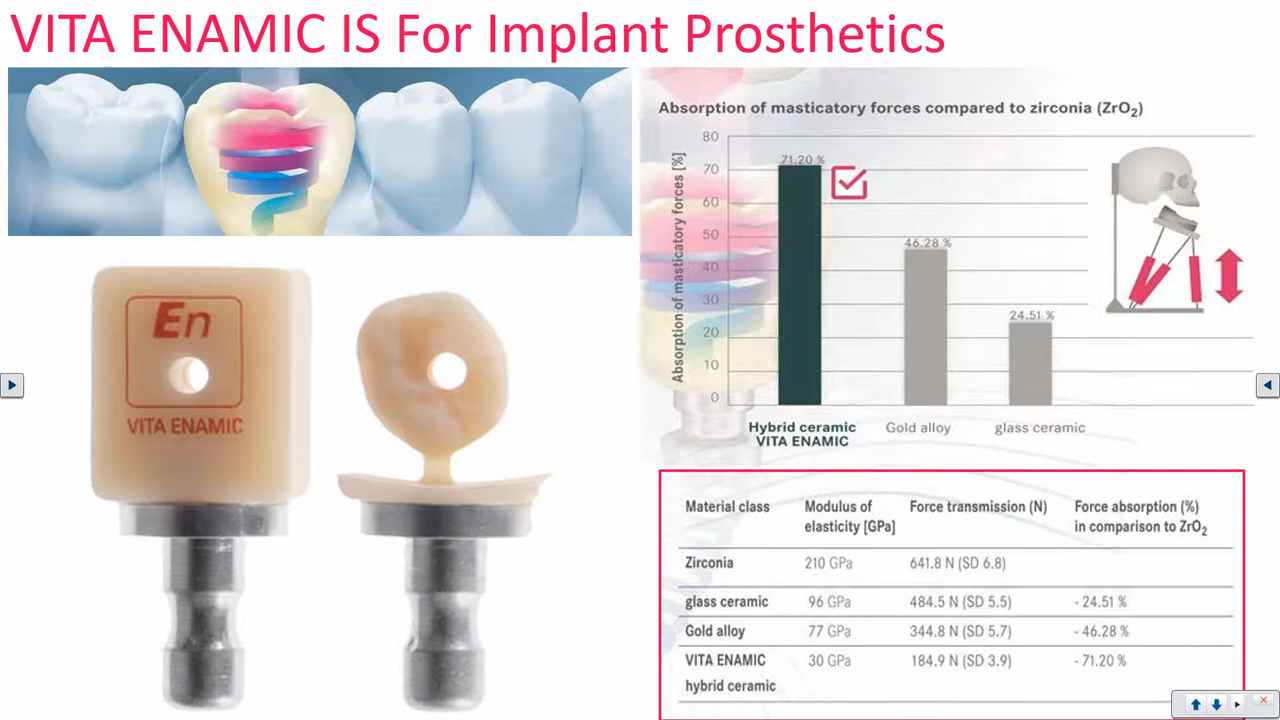 VITA ENAMIC IS For Implant Prosthetics
En
VITA ENAMIC
Absorption of masticatory forces compared to zirconia (ZrO₂)
Absorption of masticatory forces [%]
80
70
60
50
40
30
20
10
0
71.20 %
46.28 %
24.51 %
Hybrid ceramic
VITA ENAMIC
Gold alloy
glass ceramic
Material class Modulus of elasticity [GPa] Force transmission (N) Force absorption (%) in comparison to ZrO₂
Zirconia 210 GPa 641.8 N (SD 6.8)
glass ceramic 96 GPa 484.5 N (SD 5.5) - 24.51 %
Gold alloy 77 GPa 344.8 N (SD 5.7) - 46.28 %
VITA ENAMIC 30 GPa 184.9 N (SD 3.9) - 71.20 %
hybrid ceramic